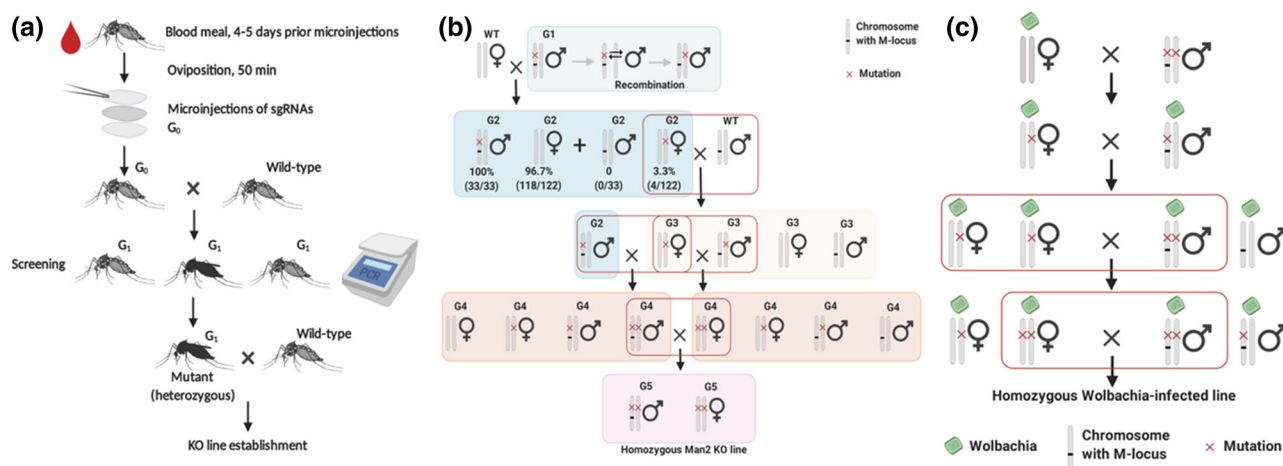 (a)
Blood meal, 4-5 days prior microinjections
Oviposition, 50 min
Microinjections of sgRNAs
G0
G0
Wild-type
G1
G1
G1
Screening
PCR
G1
Wild-type
Mutant
(heterozygous)
KO line establishment
(b)
WT
G1
Recombination
Chromosome
with M-locus
Mutation
G2
G2
G2
G2
WT
100%
96.7%
0
3.3%
(33/33)
(118/122)
(0/33)
(4/122)
G2
G3
G3
G3
G3
G4
G4
G4
G4
G4
G4
G4
G4
G5
G5
Homozygous Man2 KO line
(c)
Homozygous Wolbachia-infected line
Wolbachia
Chromosome
with M-locus
Mutation